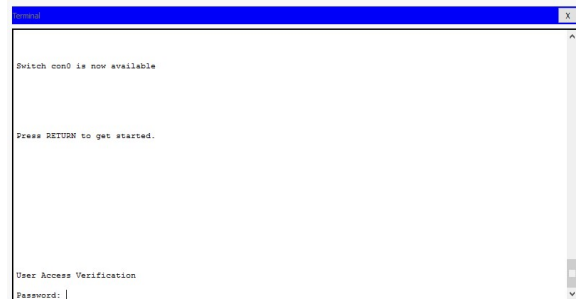 Terminal
X
Switch con0 is now available
Press RETURN to get started.
User Access Verification
Password: